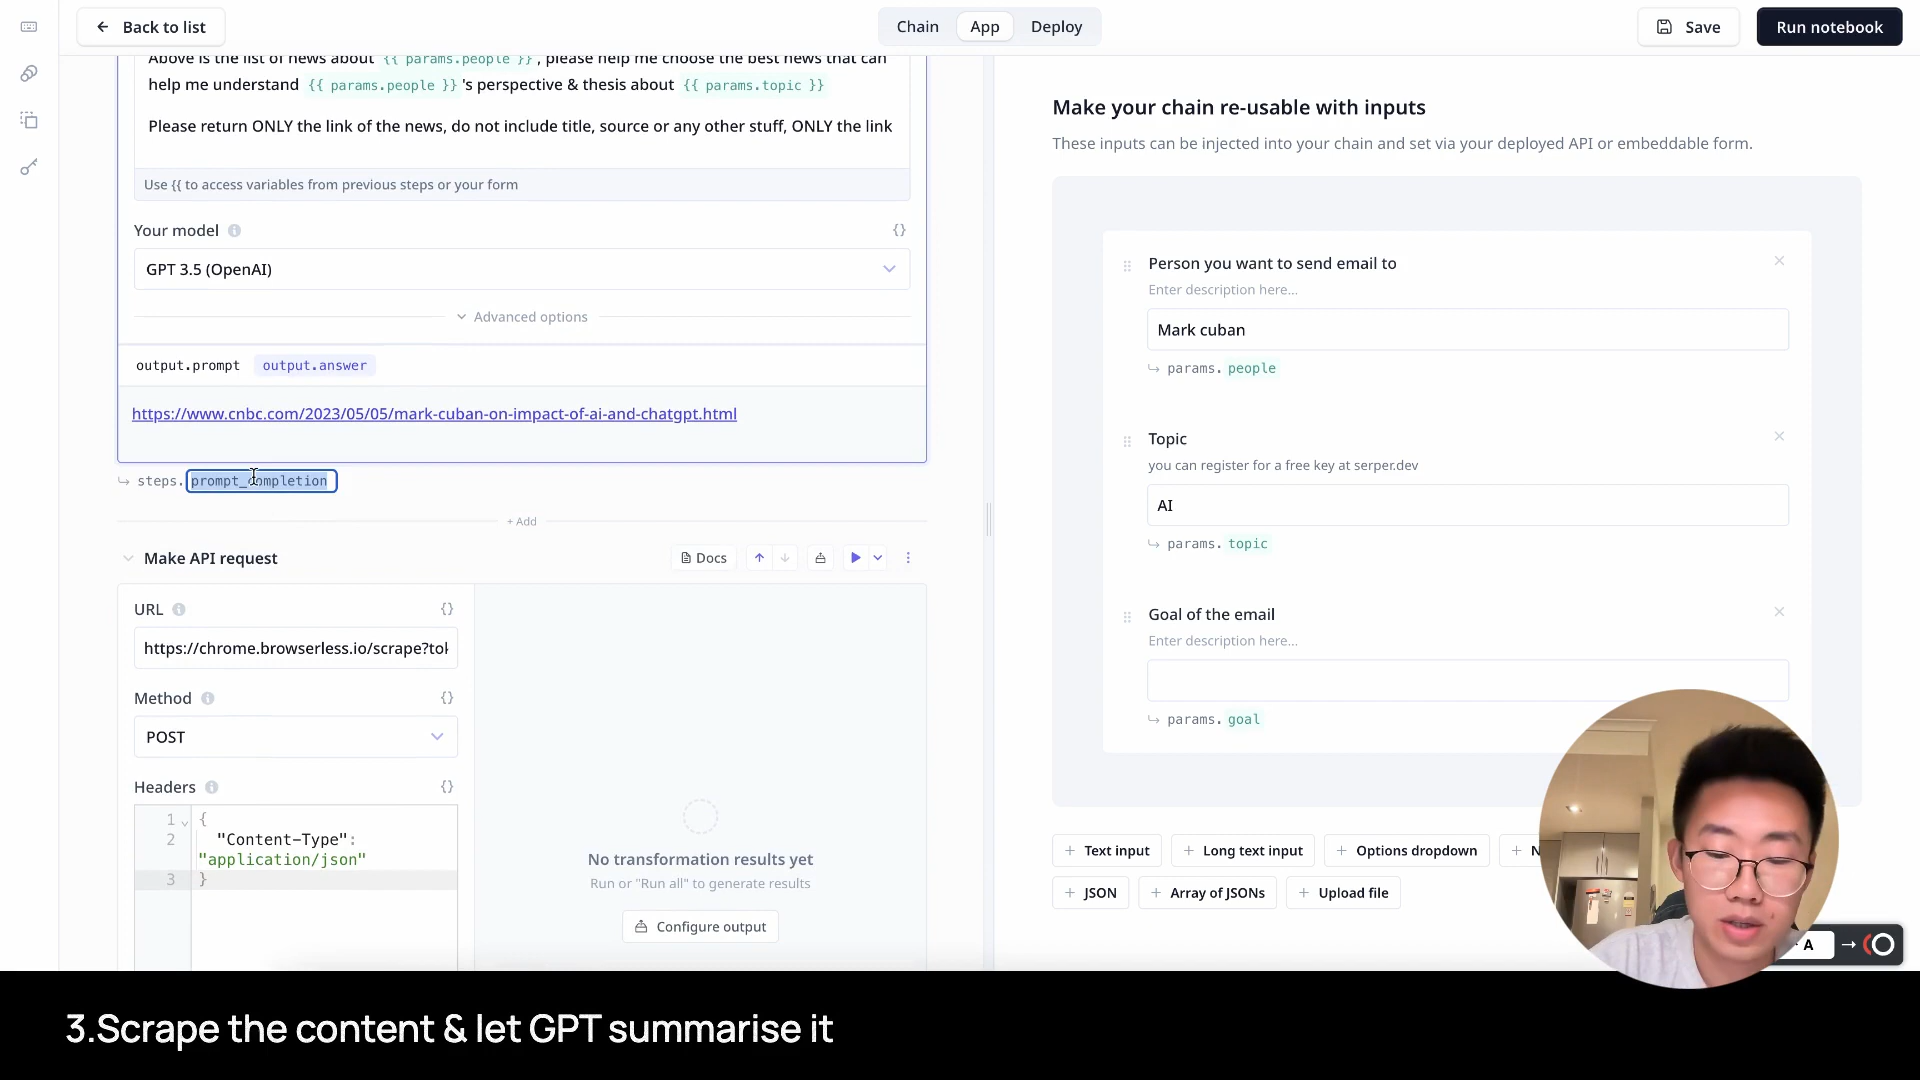 Back to list
Chain
App
Deploy
Save
Run notebook
Above is the list of news about {{ params.people }}, please help me choose the best news that can
help me understand {{ params.people }}'s perspective & thesis about {{ params.topic }}
Please return ONLY the link of the news, do not include title, source or any other stuff, ONLY the link
Use {{ to access variables from previous steps or your form
Your model
{}
GPT 3.5 (OpenAI)
Advanced options
output.prompt
output.answer
https://www.cnbc.com/2023/05/05/mark-cuban-on-impact-of-ai-and-chatgpt.html
steps.prompt_completion
+ Add
Make API request
Docs
URL
{}
https://chrome.browserless.io/scrape?tok
Method
{}
POST
Headers
{}
1 {
2 "Content-Type":
"application/json"
3 }
No transformation results yet
Run or "Run all" to generate results
Configure output
Make your chain re-usable with inputs
These inputs can be injected into your chain and set via your deployed API or embeddable form.
Person you want to send email to
Enter description here...
Mark cuban
params.people
Topic
you can register for a free key at serper.dev
AI
params.topic
Goal of the email
Enter description here...
params.goal
+ Text input
+ Long text input
+ Options dropdown
+ N
+ JSON
+ Array of JSONs
+ Upload file
A
3.Scrape the content & let GPT summarise it